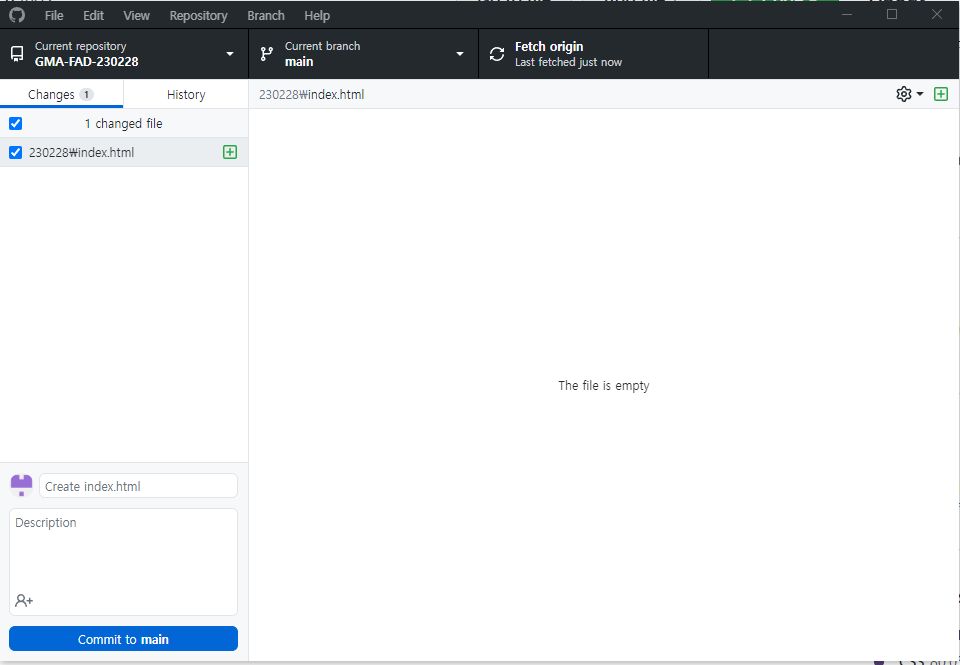 File Edit View Repository Branch Help
Current repository
GMA-FAD-230228
Current branch
main
Fetch origin
Last fetched just now
Changes 1
History
230228₩index.html
1 changed file
230228₩index.html
The file is empty
Create index.html
Description
Commit to main